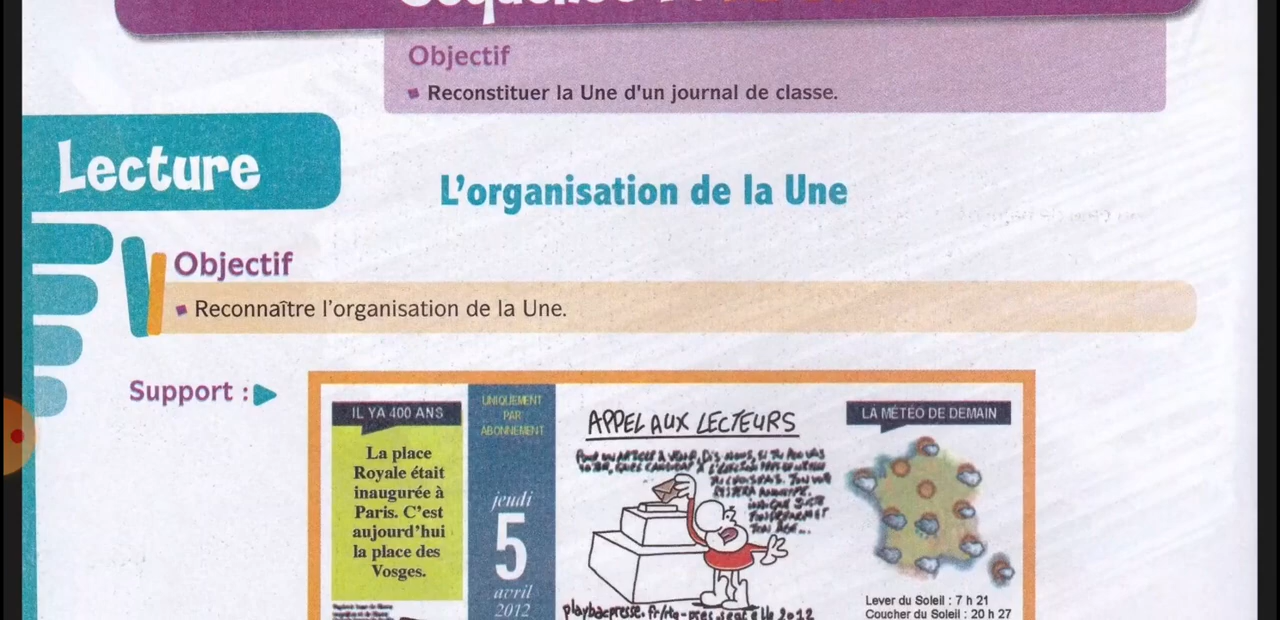 Objectif
Reconstituer la Une d'un journal de classe.
Lecture
L'organisation de la Une
Objectif
Reconnaître l'organisation de la Une.
Support :
IL YA 400 ANS
La place
Royale était
inaugurée à
Paris. C'est
aujourd'hui
la place des
Vosges.
UNIQUEMENT
PAR
ABONNEMENT
jeudi
5
avril
2012
APPEL AUX LECTEURS
LA MÉTÉO DE DEMAIN
Lever du Soleil : 7 h 21
Coucher du Soleil : 20 h 27